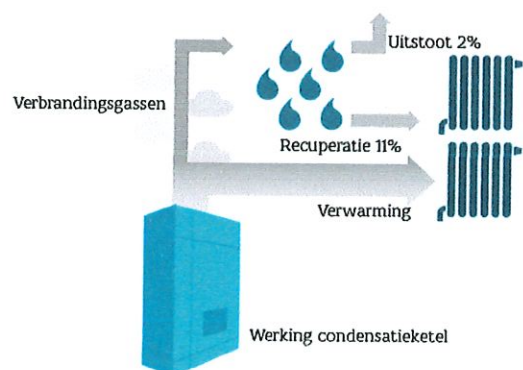 Uitstoot 2%
Verbrandingsgassen
Recuperatie 11%
Verwarming
Werking condensatieketel